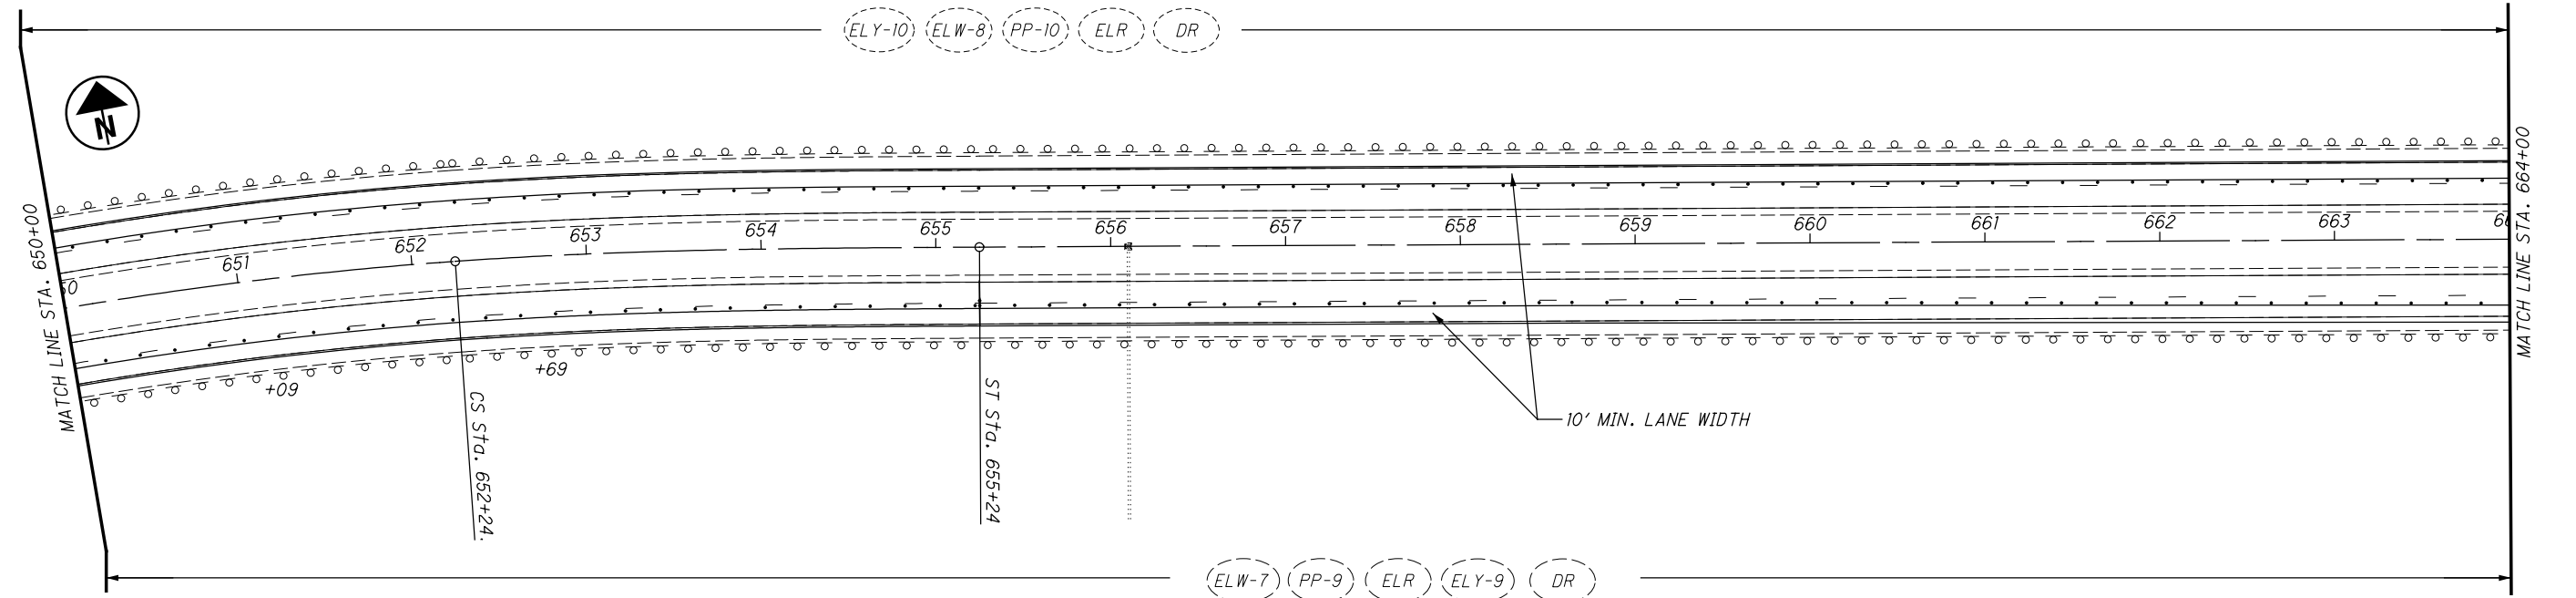 ELY-10 ELW-8 PP-10 ELR DR
N
MATCH LINE STA. 650+00
MATCH LINE STA. 664+00
651 652 653 654 655 656 657 658 659 660 661 662 663
+09
+69
CS Sta. 652+24.
ST Sta. 655+24
10' MIN. LANE WIDTH
ELW-7 PP-9 ELR ELY-9 DR